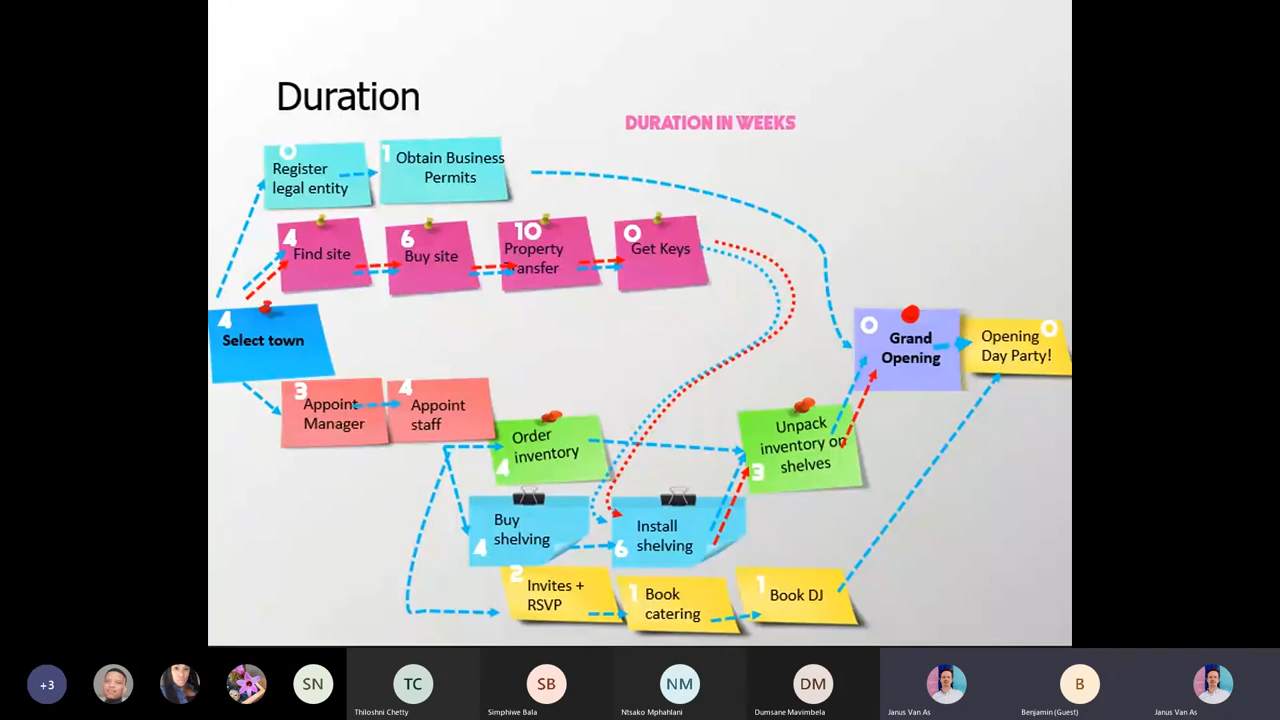 Duration
DURATION IN WEEKS
0
Register
legal entity
1
Obtain Business
Permits
4
Find site
6
Buy site
10
Property
Transfer
0
Get Keys
4
Select town
0
Grand
Opening
0
Opening
Day Party!
3
Appoint
Manager
4
Appoint
staff
Order
inventory
4
Unpack
inventory on
shelves
3
Buy
shelving
4
Install
shelving
6
2
Invites +
RSVP
1
Book
catering
1
Book DJ
+3
SN
TC
Thiloshni Chetty
SB
Simphiwe Bala
NM
Ntsako Mphahlani
DM
Dumsane Mavimbela
Janus Van As
B
Benjamin (Guest)
Janus Van As